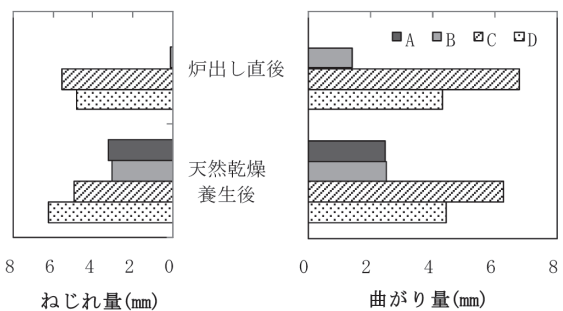 A B C D
炉出し直後
天然乾燥
養生後
8 6 4 2 0
0 2 4 6 8
ねじれ量(mm)
曲がり量(mm)